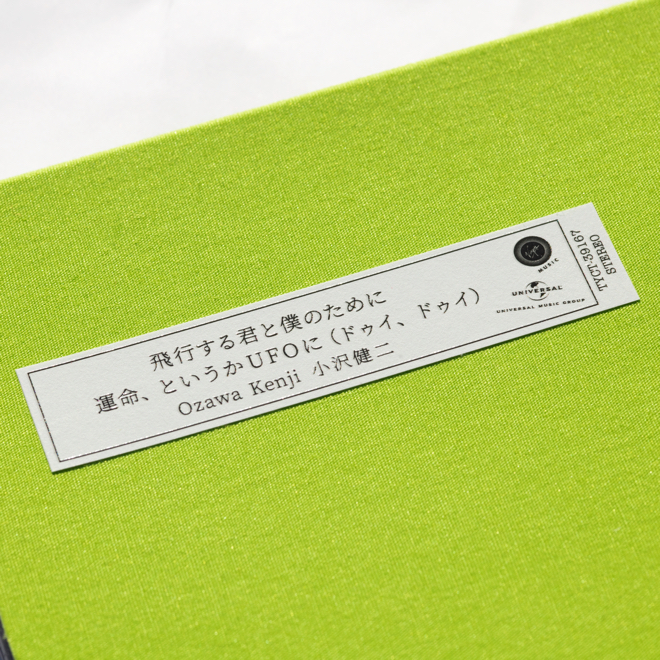 飛行する君と僕のために
運命、というかUFOに(ドゥイ、ドゥイ)
Ozawa Kenji 小沢健二
Virgin
MUSIC
UNIVERSAL
UNIVERSAL MUSIC GROUP
TYCT-39167
STEREO